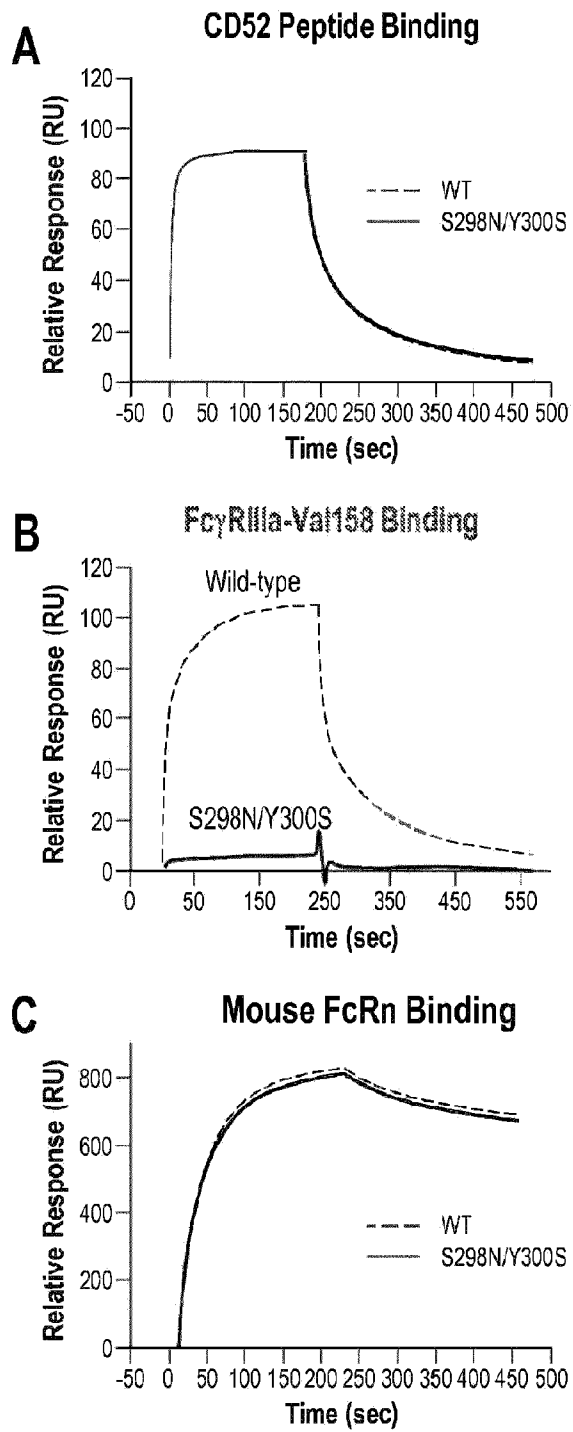 A
CD52 Peptide Binding
Relative Response (RU)
120
100
80
60
40
20
0
WT
S298N/Y300S
-50 0 50 100 150 200 250 300 350 400 450 500
Time (sec)
B
FcγRIIIa-Val158 Binding
Relative Response (RU)
120
100
80
60
40
20
0
Wild-type
S298N/Y300S
0 50 150 250 350 450 550
Time (sec)
C
Mouse FcRn Binding
Relative Response (RU)
800
600
400
200
0
WT
S298N/Y300S
-50 0 50 100 150 200 250 300 350 400 450 500
Time (sec)